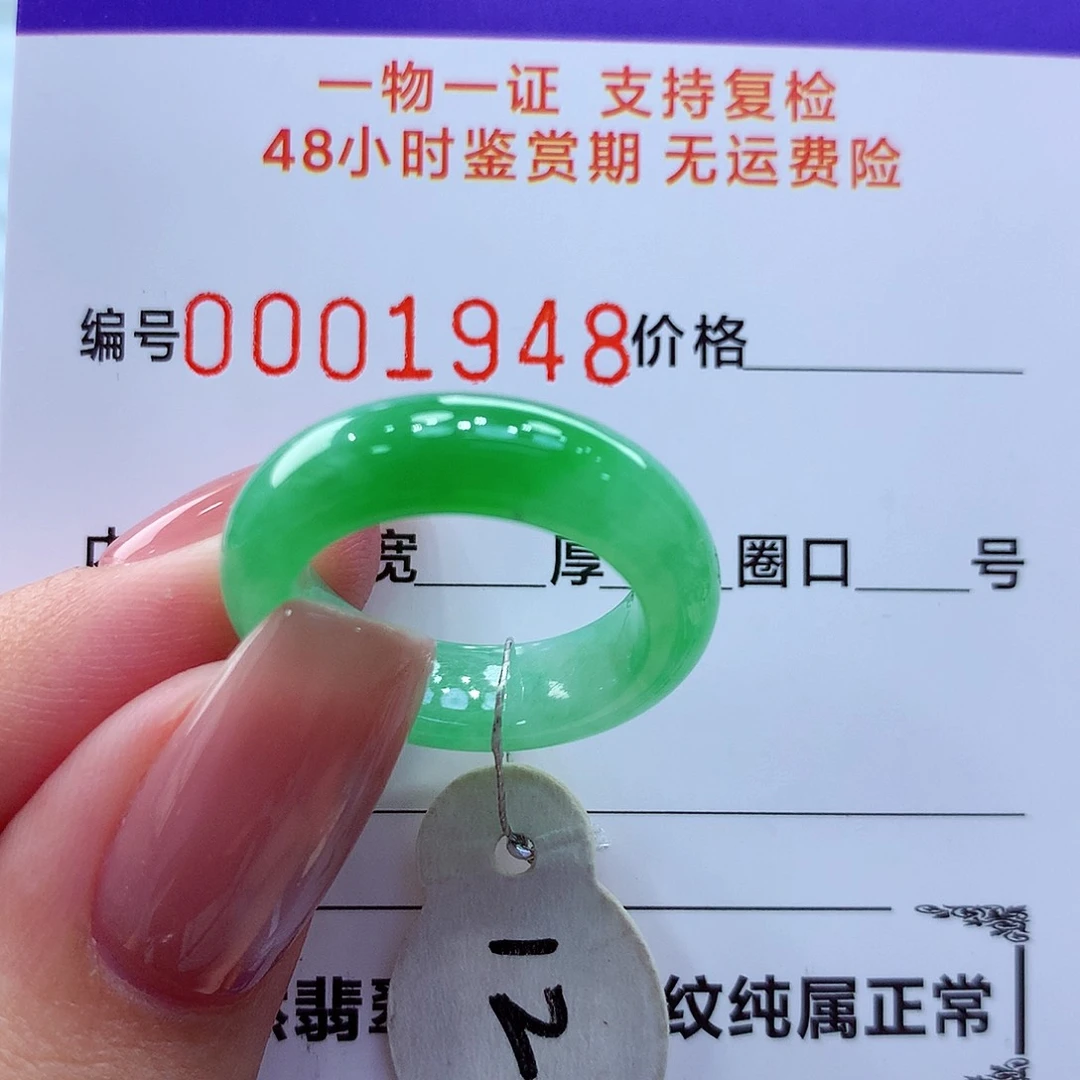 一物一证 支持复检
48小时鉴赏期 无运费险
编号0001948价格
宽 厚 圈口 号
翡 纹纯属正常
12